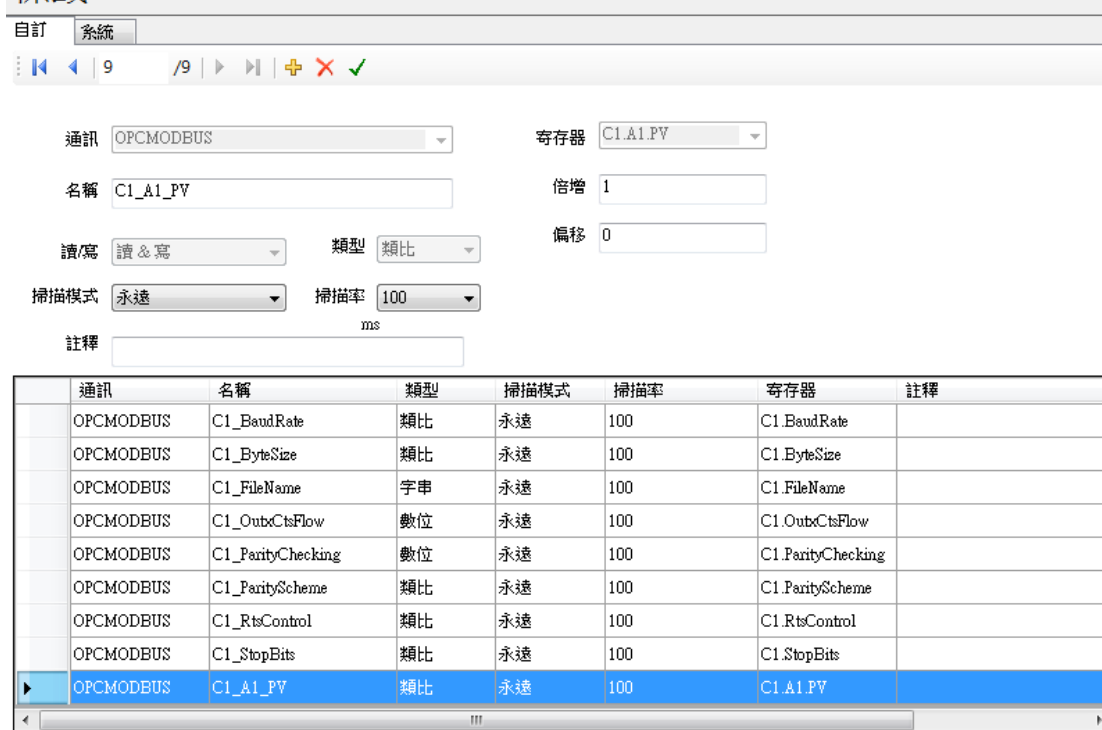 自訂 系統
9 /9
通訊 OPCMODBUS 寄存器 C1.A1.PV
名稱 C1_A1_PV 倍增 1
偏移 0
讀/寫 讀 & 寫 類型 類比
掃描模式 永遠 掃描率 100
ms
註釋
通訊 名稱 類型 掃描模式 掃描率 寄存器 註釋
OPCMODBUS C1_BaudRate 類比 永遠 100 C1.BaudRate
OPCMODBUS C1_ByteSize 類比 永遠 100 C1.ByteSize
OPCMODBUS C1_FileName 字串 永遠 100 C1.FileName
OPCMODBUS C1_OutxCtsFlow 數位 永遠 100 C1.OutxCtsFlow
OPCMODBUS C1_ParityChecking 數位 永遠 100 C1.ParityChecking
OPCMODBUS C1_ParityScheme 類比 永遠 100 C1.ParityScheme
OPCMODBUS C1_RtsControl 類比 永遠 100 C1.RtsControl
OPCMODBUS C1_StopBits 類比 永遠 100 C1.StopBits
OPCMODBUS C1_A1_PV 類比 永遠 100 C1.A1.PV